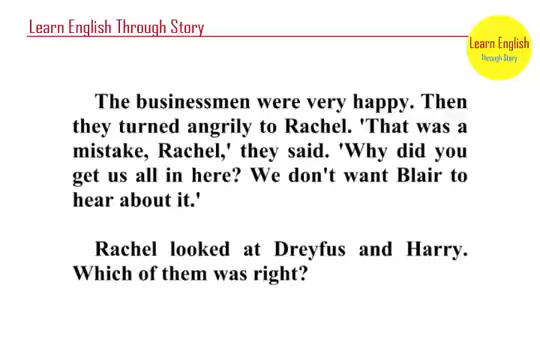 Learn English Through Story
Learn English
Through Story
The businessmen were very happy. Then
they turned angrily to Rachel. 'That was a
mistake, Rachel,' they said. 'Why did you
get us all in here? We don't want Blair to
hear about it.'
Rachel looked at Dreyfus and Harry.
Which of them was right?